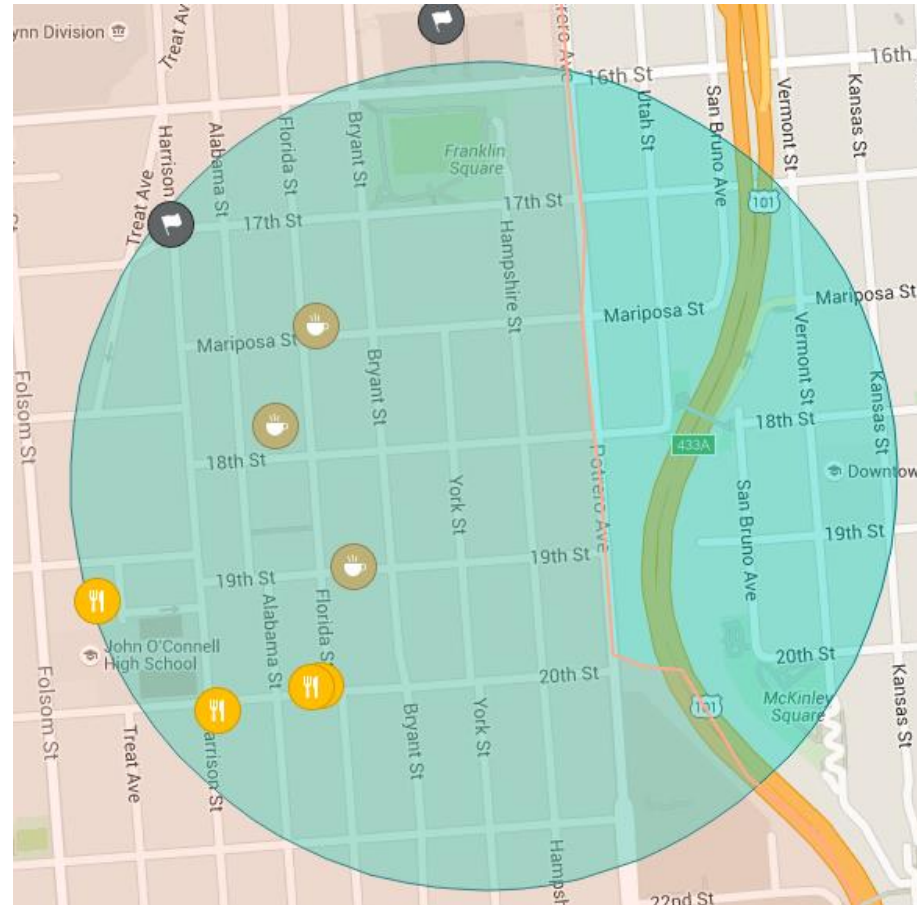 ynn Division
Treat Av
16th St
16th
Potrero Ave
Utah St
San Bruno Ave
Vermont St
Kansas St
Harrison
Alabama St
Florida St
Bryant St
Franklin
Square
Treat Ave
17th St
17th St
101
Hampshire St
Mariposa St
Mariposa St
Mariposa St
Bryant St
Vermont St
Folsom St
Kansas St
18th St
18th St
433A
Potrero Ave
York St
San Bruno Ave
Downtow
19th St
19th St
19th St
Alabama St
Florida St
John O'Connell
High School
20th St
20th St
Folsom St
McKinley
Square
101
Kansas St
Treat Ave
arrison St
Bryant St
York St
Hampsh
22nd St